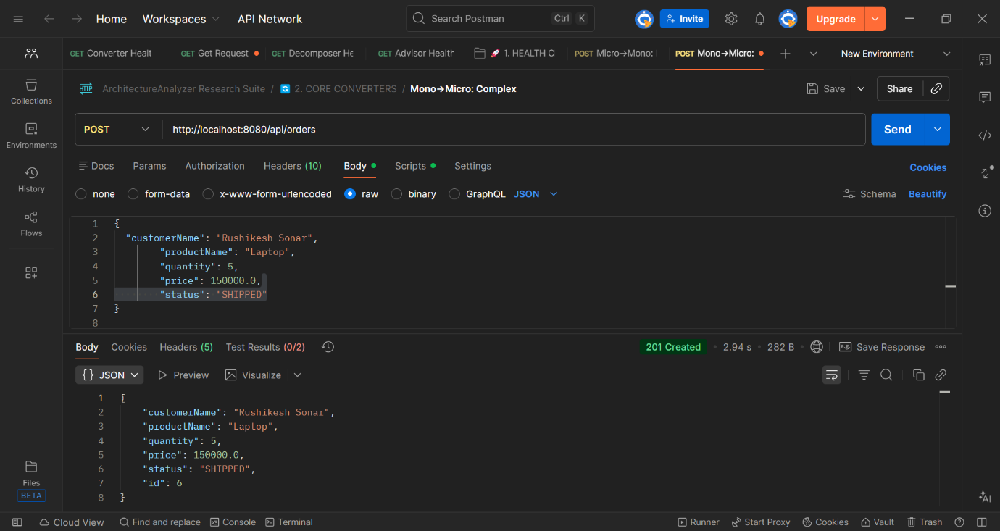 Home Workspaces API Network Search Postman Ctrl K Invite Upgrade
GET Converter Healt GET Get Request GET Decomposer He GET Advisor Health 🚀 1. HEALTH C POST Micro→Mono: POST Mono→Micro: New Environment
HTTP ArchitectureAnalyzer Research Suite / 🔄 2. CORE CONVERTERS / Mono→Micro: Complex Save Share
Collections
Environments
History
Flows
Files
BETA
POST http://localhost:8080/api/orders Send
Docs Params Authorization Headers (10) Body Scripts Settings Cookies
none form-data x-www-form-urlencoded raw binary GraphQL JSON Schema Beautify
1 {
2 "customerName": "Rushikesh Sonar",
3 "productName": "Laptop",
4 "quantity": 5,
5 "price": 150000.0,
6 "status": "SHIPPED"
7 }
8
Body Cookies Headers (5) Test Results (0/2) 201 Created • 2.94 s • 282 B • e.g. Save Response
{} JSON Preview Visualize
1 {
2 "customerName": "Rushikesh Sonar",
3 "productName": "Laptop",
4 "quantity": 5,
5 "price": 150000.0,
6 "status": "SHIPPED",
7 "id": 6
8 }
AI
Cloud View Find and replace Console Terminal Runner Start Proxy Cookies Vault Trash